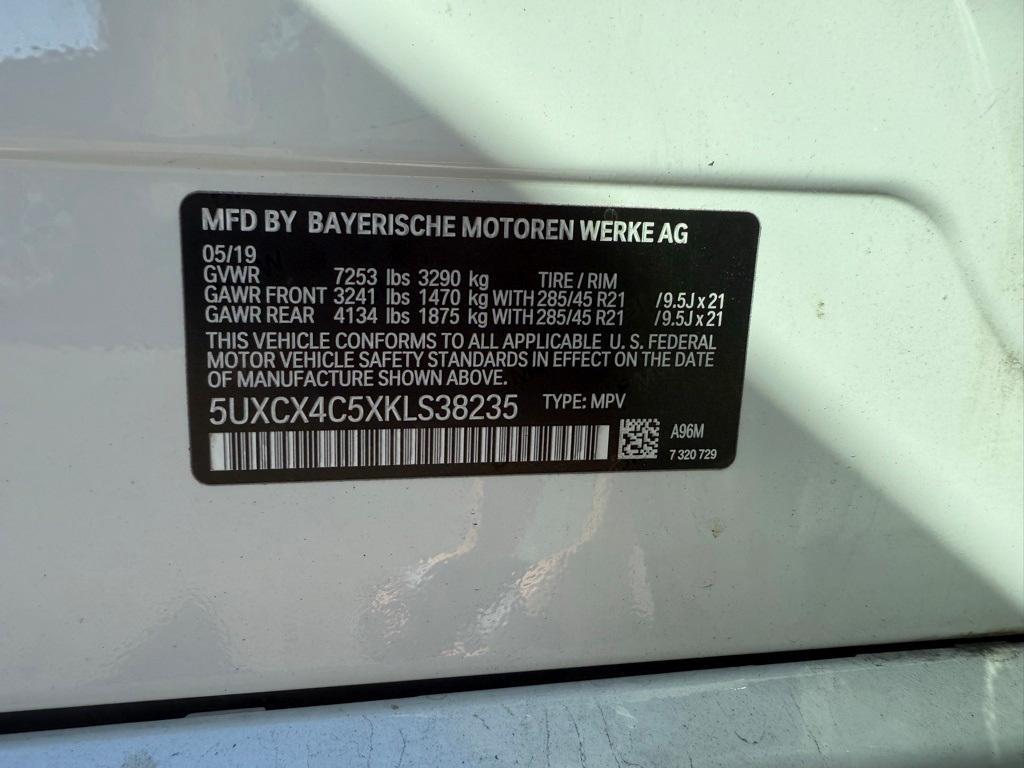 MFD BY BAYERISCHE MOTOREN WERKE AG
05/19
GVWR 7253 lbs 3290 kg TIRE / RIM
GAWR FRONT 3241 lbs 1470 kg WITH 285/45 R21 /9.5J x 21
GAWR REAR 4134 lbs 1875 kg WITH 285/45 R21 /9.5J x 21
THIS VEHICLE CONFORMS TO ALL APPLICABLE U. S. FEDERAL
MOTOR VEHICLE SAFETY STANDARDS IN EFFECT ON THE DATE
OF MANUFACTURE SHOWN ABOVE.
5UXCX4C5XKLS38235 TYPE: MPV
A96M
7 320 729